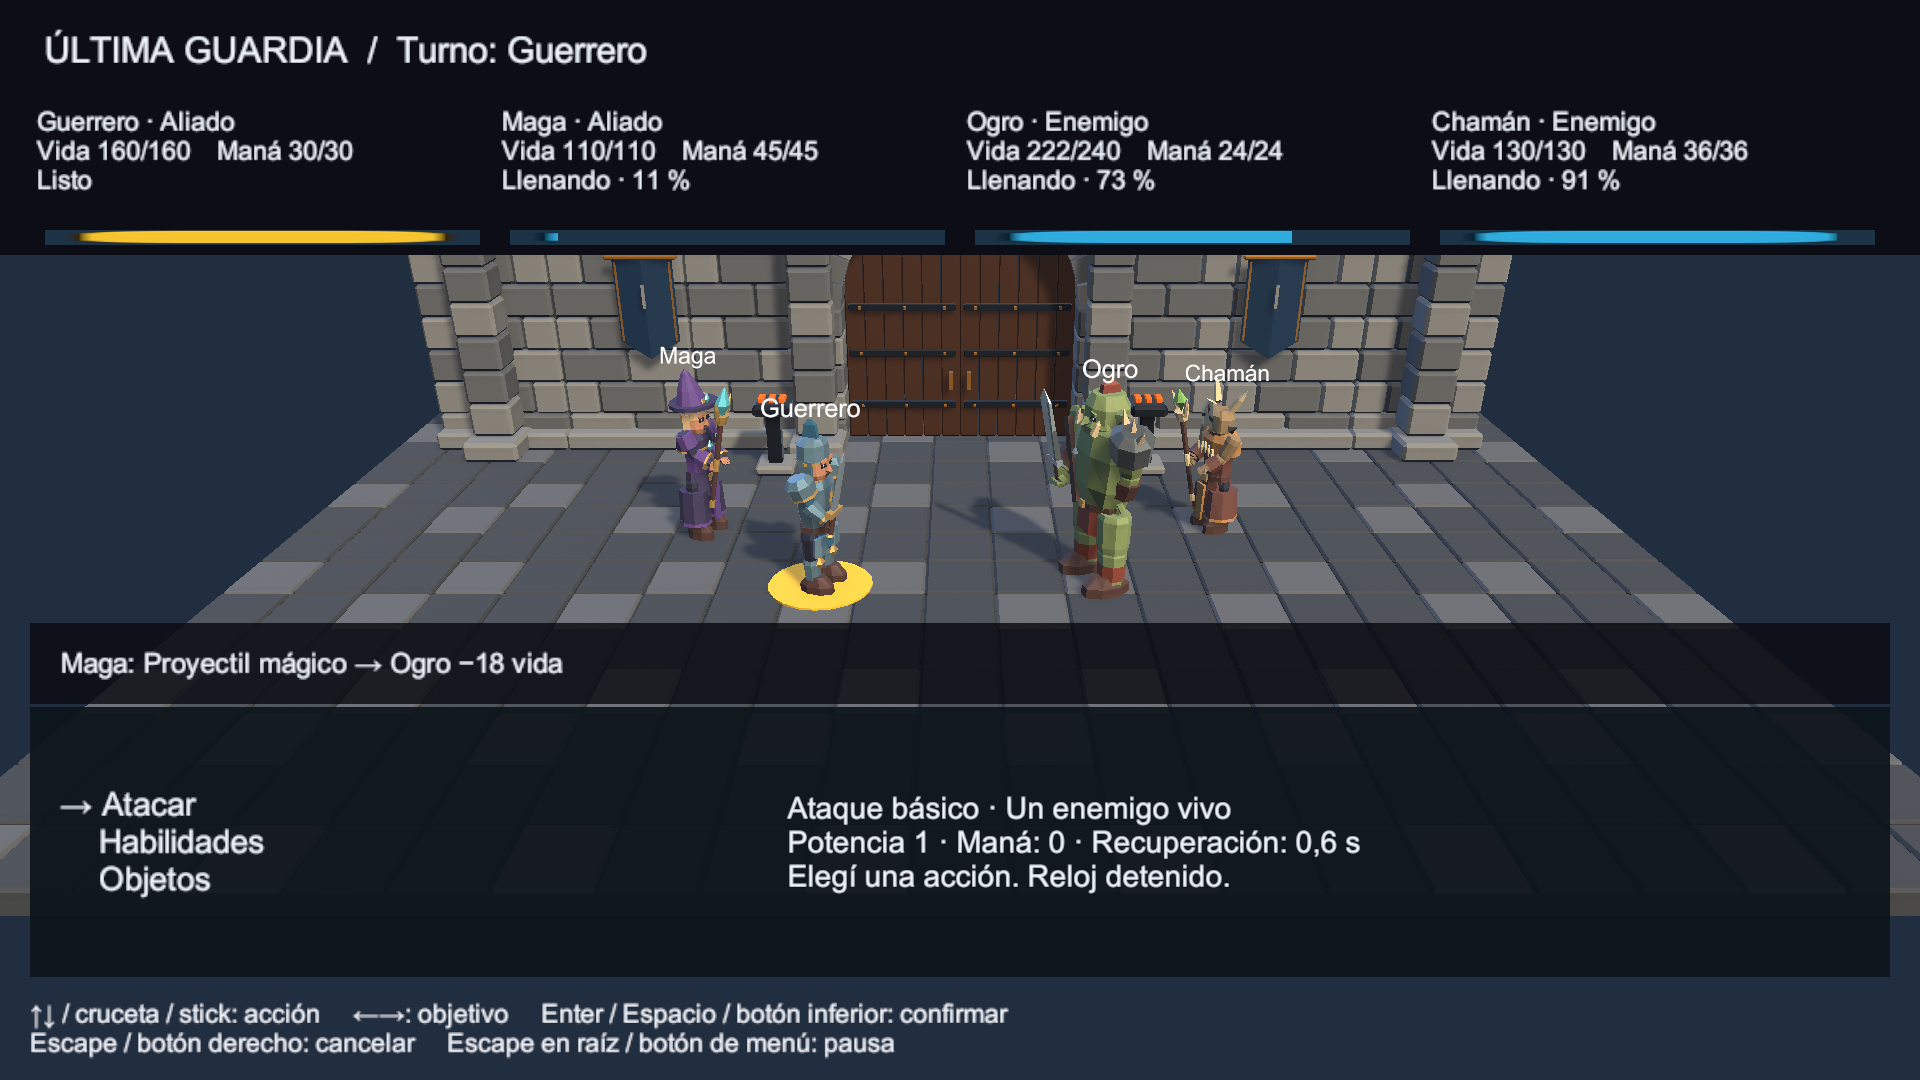 ÚLTIMA GUARDIA / Turno: Guerrero
Guerrero · Aliado
Vida 160/160 Maná 30/30
Listo
Maga · Aliado
Vida 110/110 Maná 45/45
Llenando · 11 %
Ogro · Enemigo
Vida 222/240 Maná 24/24
Llenando · 73 %
Chamán · Enemigo
Vida 130/130 Maná 36/36
Llenando · 91 %
Maga
Guerrero
Ogro
Chamán
Maga: Proyectil mágico → Ogro −18 vida
→ Atacar
Habilidades
Objetos
Ataque básico · Un enemigo vivo
Potencia 1 · Maná: 0 · Recuperación: 0,6 s
Elegí una acción. Reloj detenido.
↑↓ / cruceta / stick: acción ←→: objetivo Enter / Espacio / botón inferior: confirmar
Escape / botón derecho: cancelar Escape en raíz / botón de menú: pausa